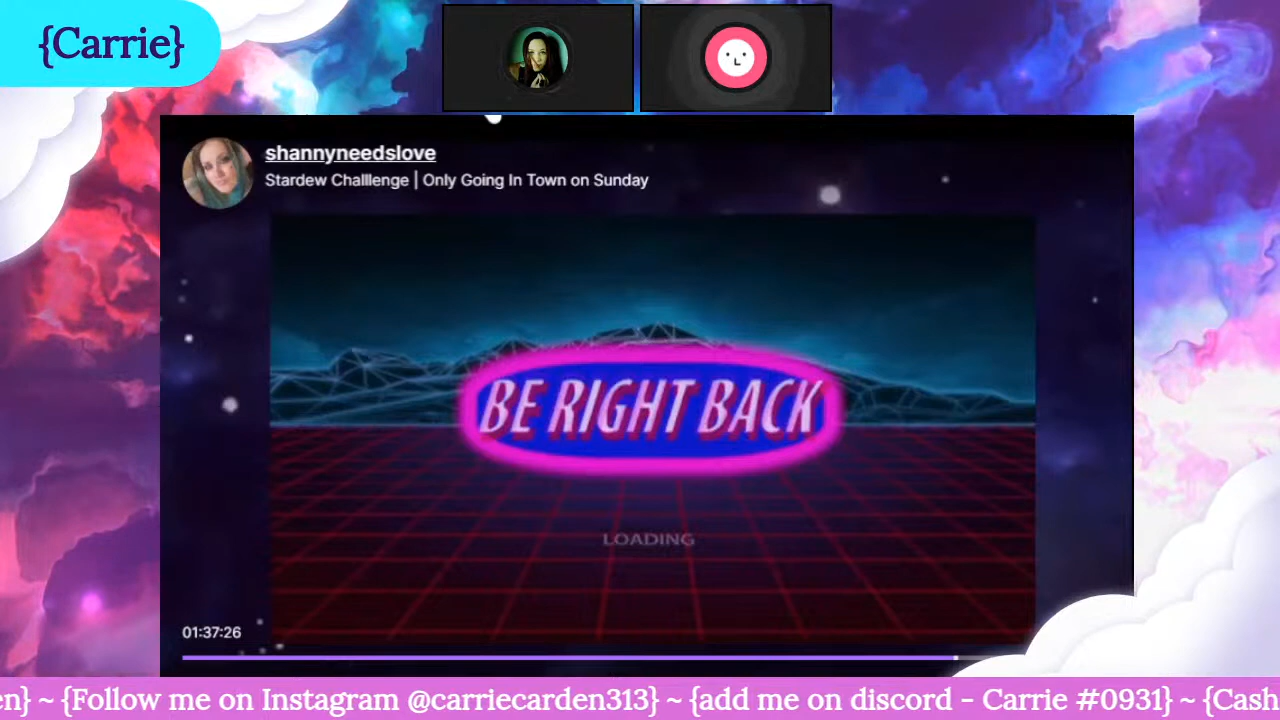 {Carrie}
shannyneedslove
Stardew Challlenge | Only Going In Town on Sunday
BE RIGHT BACK
LOADING
01:37:26
en} ~ {Follow me on Instagram @carriecarden313} ~ {add me on discord - Carrie #0931} ~ {Cash